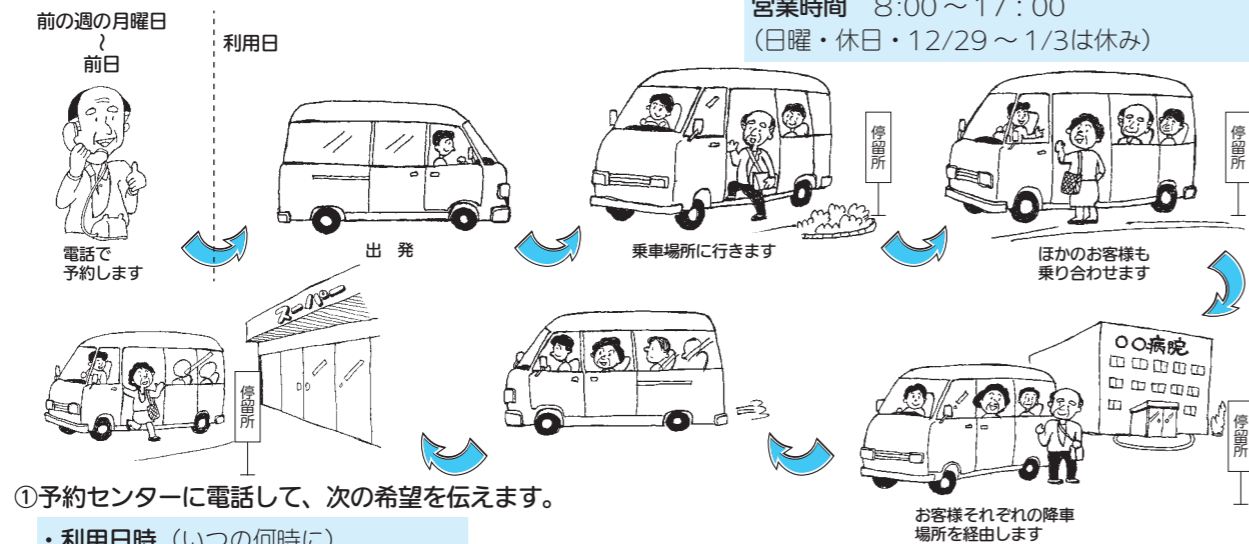 営業時間　8:00～17:00
（日曜・休日・12/29～1/3は休み）
前の週の月曜日
～
前日
利用日
電話で
予約します
出　発
停留所
乗車場所に行きます
停留所
ほかのお客様も
乗り合わせます
〇〇病院
停留所
お客様それぞれの降車
場所を経由します
スーパー
停留所
①予約センターに電話して、次の希望を伝えます。
・利用日時（いつの何時に）